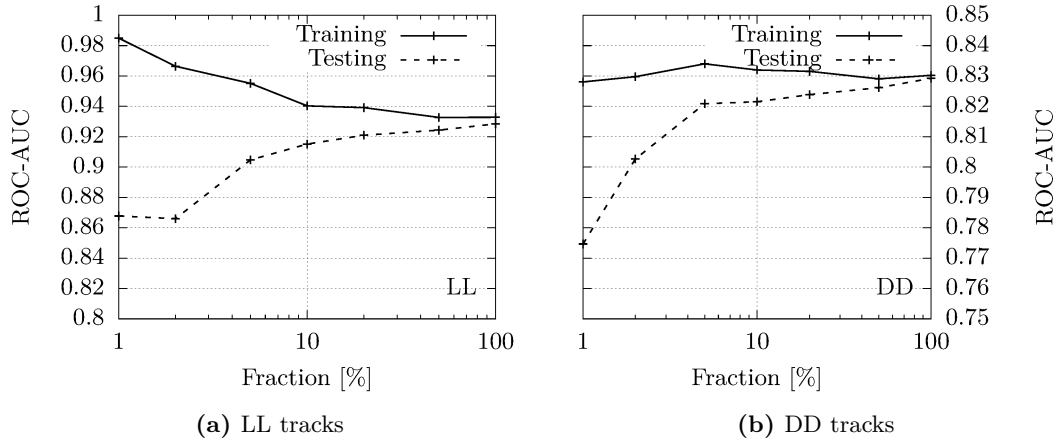 1
0.98
0.96
0.94
0.92
0.9
0.88
0.86
0.84
0.82
0.8
ROC-AUC
Training
Testing
LL
1 10 100
Fraction [%]
(a) LL tracks
Training
Testing
DD
0.85
0.84
0.83
0.82
0.81
0.8
0.79
0.78
0.77
0.76
0.75
ROC-AUC
1 10 100
Fraction [%]
(b) DD tracks